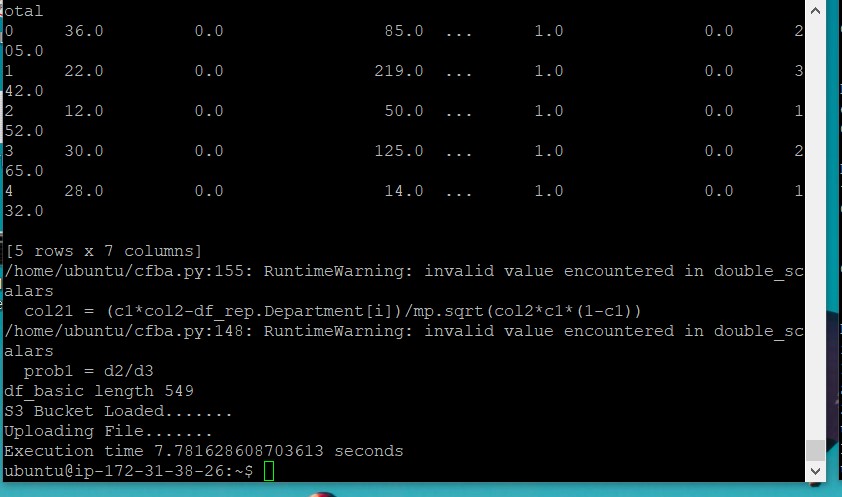 otal
0     36.0          0.0                  85.0  ...      1.0              0.0      2
05.0
1     22.0          0.0                 219.0  ...      1.0              0.0      3
42.0
2     12.0          0.0                  50.0  ...      1.0              0.0      1
52.0
3     30.0          0.0                 125.0  ...      1.0              0.0      2
65.0
4     28.0          0.0                  14.0  ...      1.0              0.0      1
32.0
[5 rows x 7 columns]
/home/ubuntu/cfba.py:155: RuntimeWarning: invalid value encountered in double_sc
alars
  col21 = (c1*col2-df_rep.Department[i])/mp.sqrt(col2*c1*(1-c1))
/home/ubuntu/cfba.py:148: RuntimeWarning: invalid value encountered in double_sc
alars
  prob1 = d2/d3
df_basic length 549
S3 Bucket Loaded.......
Uploading File.......
Execution time 7.781628608703613 seconds
ubuntu@ip-172-31-38-26:~$